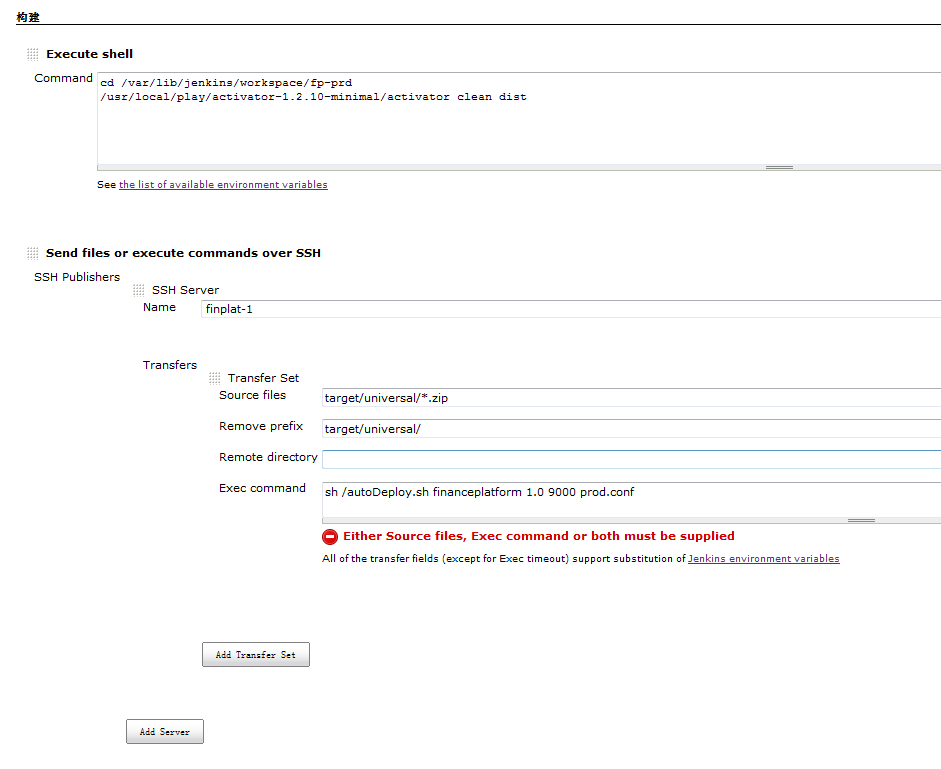 构建
Execute shell
Command
cd /var/lib/jenkins/workspace/fp-prd
/usr/local/play/activator-1.2.10-minimal/activator clean dist
See the list of available environment variables
Send files or execute commands over SSH
SSH Publishers
SSH Server
Name
finplat-1
Transfers
Transfer Set
Source files
target/universal/*.zip
Remove prefix
target/universal/
Remote directory
Exec command
sh /autoDeploy.sh financeplatform 1.0 9000 prod.conf
Either Source files, Exec command or both must be supplied
All of the transfer fields (except for Exec timeout) support substitution of Jenkins environment variables
Add Transfer Set
Add Server